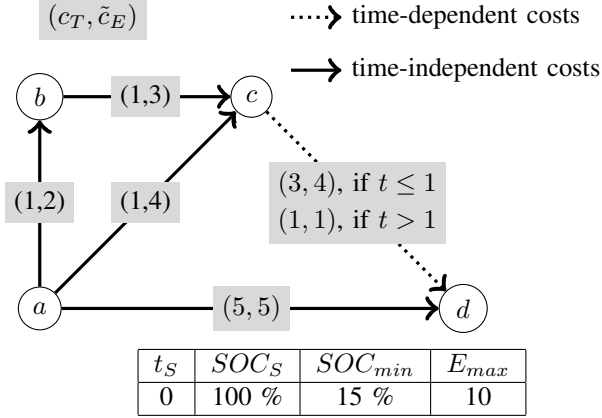 (c_T, c̃_E)
time-dependent costs
time-independent costs
b
(1,3)
c
(1,2)
(1,4)
(3, 4), if t ≤ 1
(1, 1), if t > 1
a
(5, 5)
d
t_S SOC_S SOC_min E_max
0 100 % 15 % 10